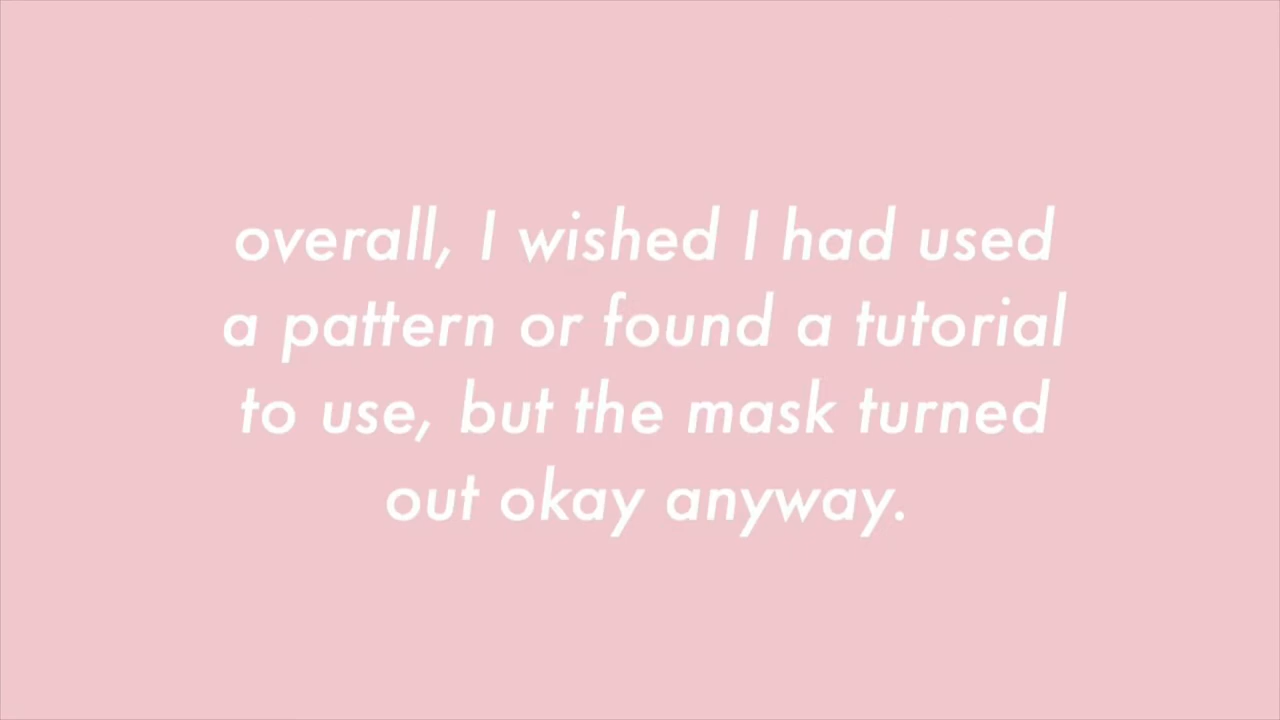 overall, I wished I had used
a pattern or found a tutorial
to use, but the mask turned
out okay anyway.